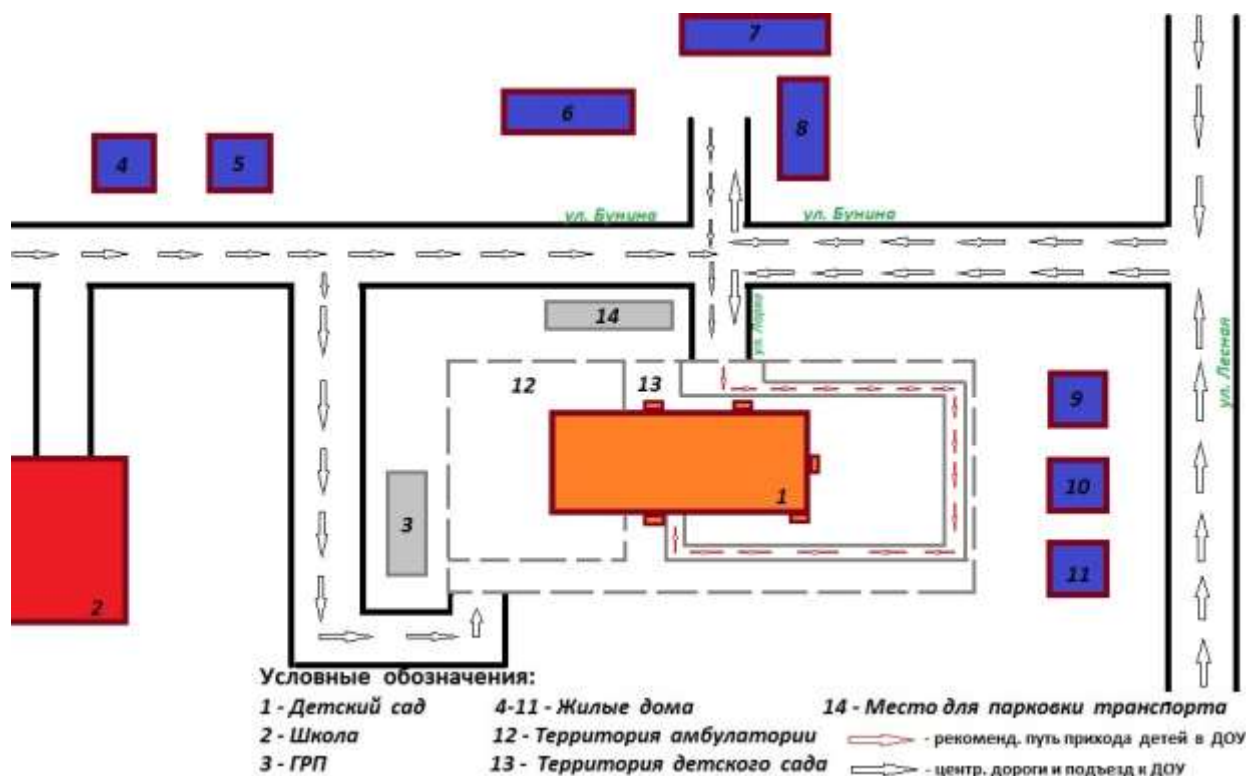 7
6
8
4
5
ул. Бунина
ул. Бунина
14
ул. Парко
12
13
ул. Лесная
9
1
10
3
11
2
Условные обозначения:
1 - Детский сад
4-11 - Жилые дома
14 - Место для парковки транспорта
2 - Школа
12 - Территория амбулатории
- рекоменд. путь прихода детей в ДОУ
3 - ГРП
13 - Территория детского сада
- центр. дороги и подъезд к ДОУ